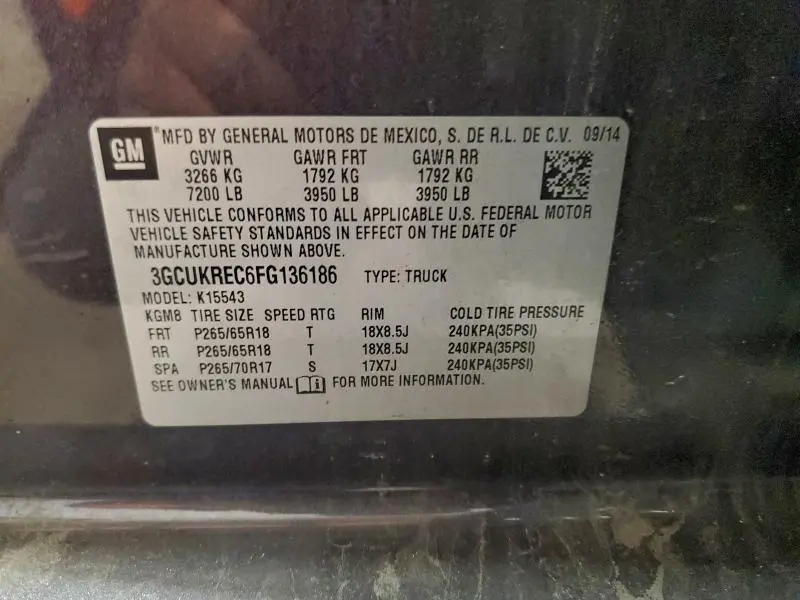 GM ®MFD BY GENERAL MOTORS DE MEXICO, S. DE R.L. DE C.V. 09/14
GVWR GAWR FRT GAWR RR
3266 KG 1792 KG 1792 KG
7200 LB 3950 LB 3950 LB
THIS VEHICLE CONFORMS TO ALL APPLICABLE U.S. FEDERAL MOTOR
VEHICLE SAFETY STANDARDS IN EFFECT ON THE DATE OF
MANUFACTURE SHOWN ABOVE.
3GCUKREC6FG136186 TYPE: TRUCK
MODEL: K15543
KGM8 TIRE SIZE SPEED RTG RIM COLD TIRE PRESSURE
FRT P265/65R18 T 18X8.5J 240KPA(35PSI)
RR P265/65R18 T 18X8.5J 240KPA(35PSI)
SPA P265/70R17 S 17X7J 240KPA(35PSI)
SEE OWNER'S MANUAL i FOR MORE INFORMATION.